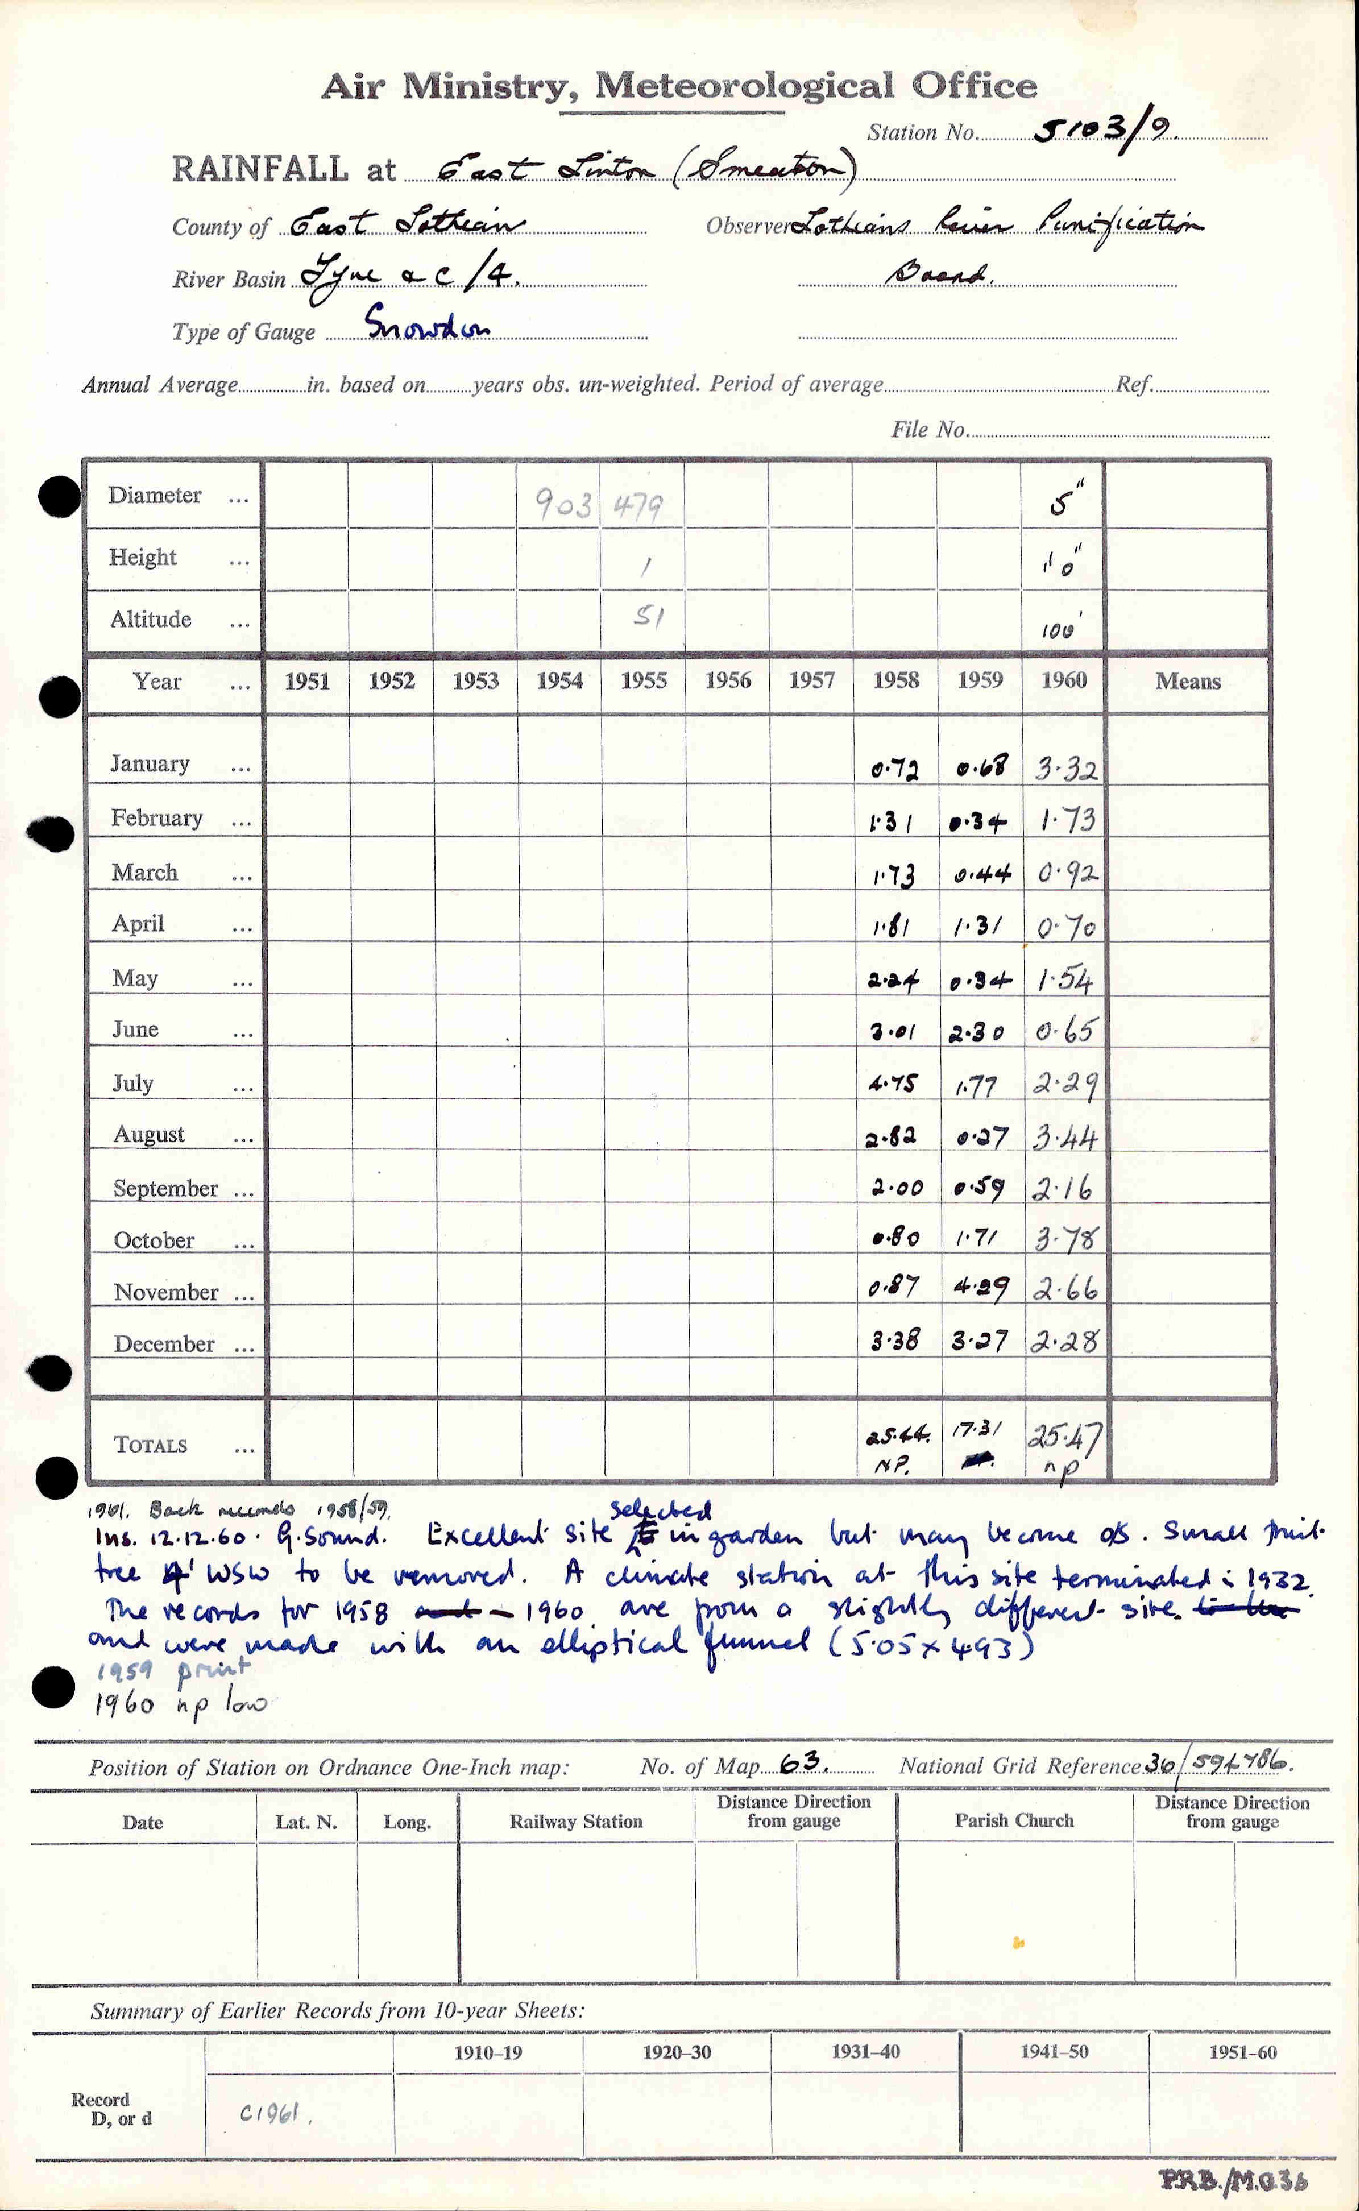 Air Ministry, Meteorological Office
Station No. 5103/9.
RAINFALL at East Linton (Smeaton)
County of East Lothian Observer Lothians River Purification
River Basin Tyne & C/4. Board.
Type of Gauge Snowdon
Annual Average in. based on years obs. un-weighted. Period of average Ref.
File No.
Diameter ... 903 479 5"
Height ... 1 1' 0"
Altitude ... 51 100'
Year ... 1951 1952 1953 1954 1955 1956 1957 1958 1959 1960 Means
January ... 0.72 0.68 3.32
February ... 1.31 0.34 1.73
March ... 1.73 0.44 0.92
April ... 1.81 1.31 0.70
May ... 2.24 0.34 1.54
June ... 3.01 2.30 0.65
July ... 4.75 1.77 2.29
August ... 2.82 0.27 3.44
September ... 2.00 0.59 2.16
October ... 0.80 1.71 3.78
November ... 0.87 4.29 2.66
December ... 3.38 3.27 2.28
TOTALS ... 25.44. 17.31 25.47
NP. np
1961. Back records 1958/59.
selected
Ins. 12.12.60. G. Sound. Excellent site in garden but may become o/s. Small fruit
tree 4' WSW to be removed. A climate station at this site terminated in 1932.
The records for 1958 and - 1960 are from a slightly different site. to the
and were made with an elliptical funnel (5.05 x 4.93)
1959 print
1960 np low
Position of Station on Ordnance One-Inch map: No. of Map 63. National Grid Reference 36/594786.
Date Lat. N. Long. Railway Station Distance Direction from gauge Parish Church Distance Direction from gauge
Summary of Earlier Records from 10-year Sheets:
1910-19 1920-30 1931-40 1941-50 1951-60
Record
D, or d C1961.
PRB./M.036